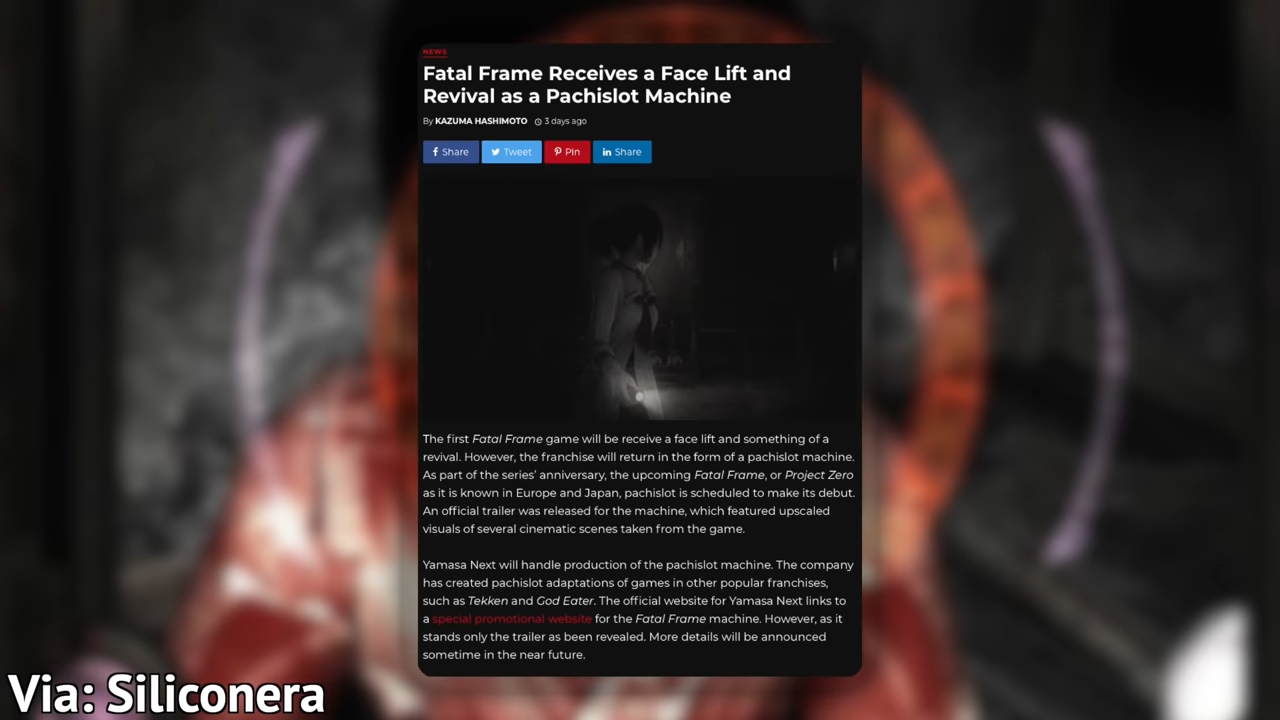 NEWS
Fatal Frame Receives a Face Lift and
Revival as a Pachislot Machine
By KAZUMA HASHIMOTO 3 days ago
Share Tweet Pin Share
The first Fatal Frame game will be receive a face lift and something of a
revival. However, the franchise will return in the form of a pachislot machine.
As part of the series' anniversary, the upcoming Fatal Frame, or Project Zero
as it is known in Europe and Japan, pachislot is scheduled to make its debut.
An official trailer was released for the machine, which featured upscaled
visuals of several cinematic scenes taken from the game.
Yamasa Next will handle production of the pachislot machine. The company
has created pachislot adaptations of games in other popular franchises,
such as Tekken and God Eater. The official website for Yamasa Next links to
a special promotional website for the Fatal Frame machine. However, as it
stands only the trailer as been revealed. More details will be announced
sometime in the near future.
Via: Siliconera